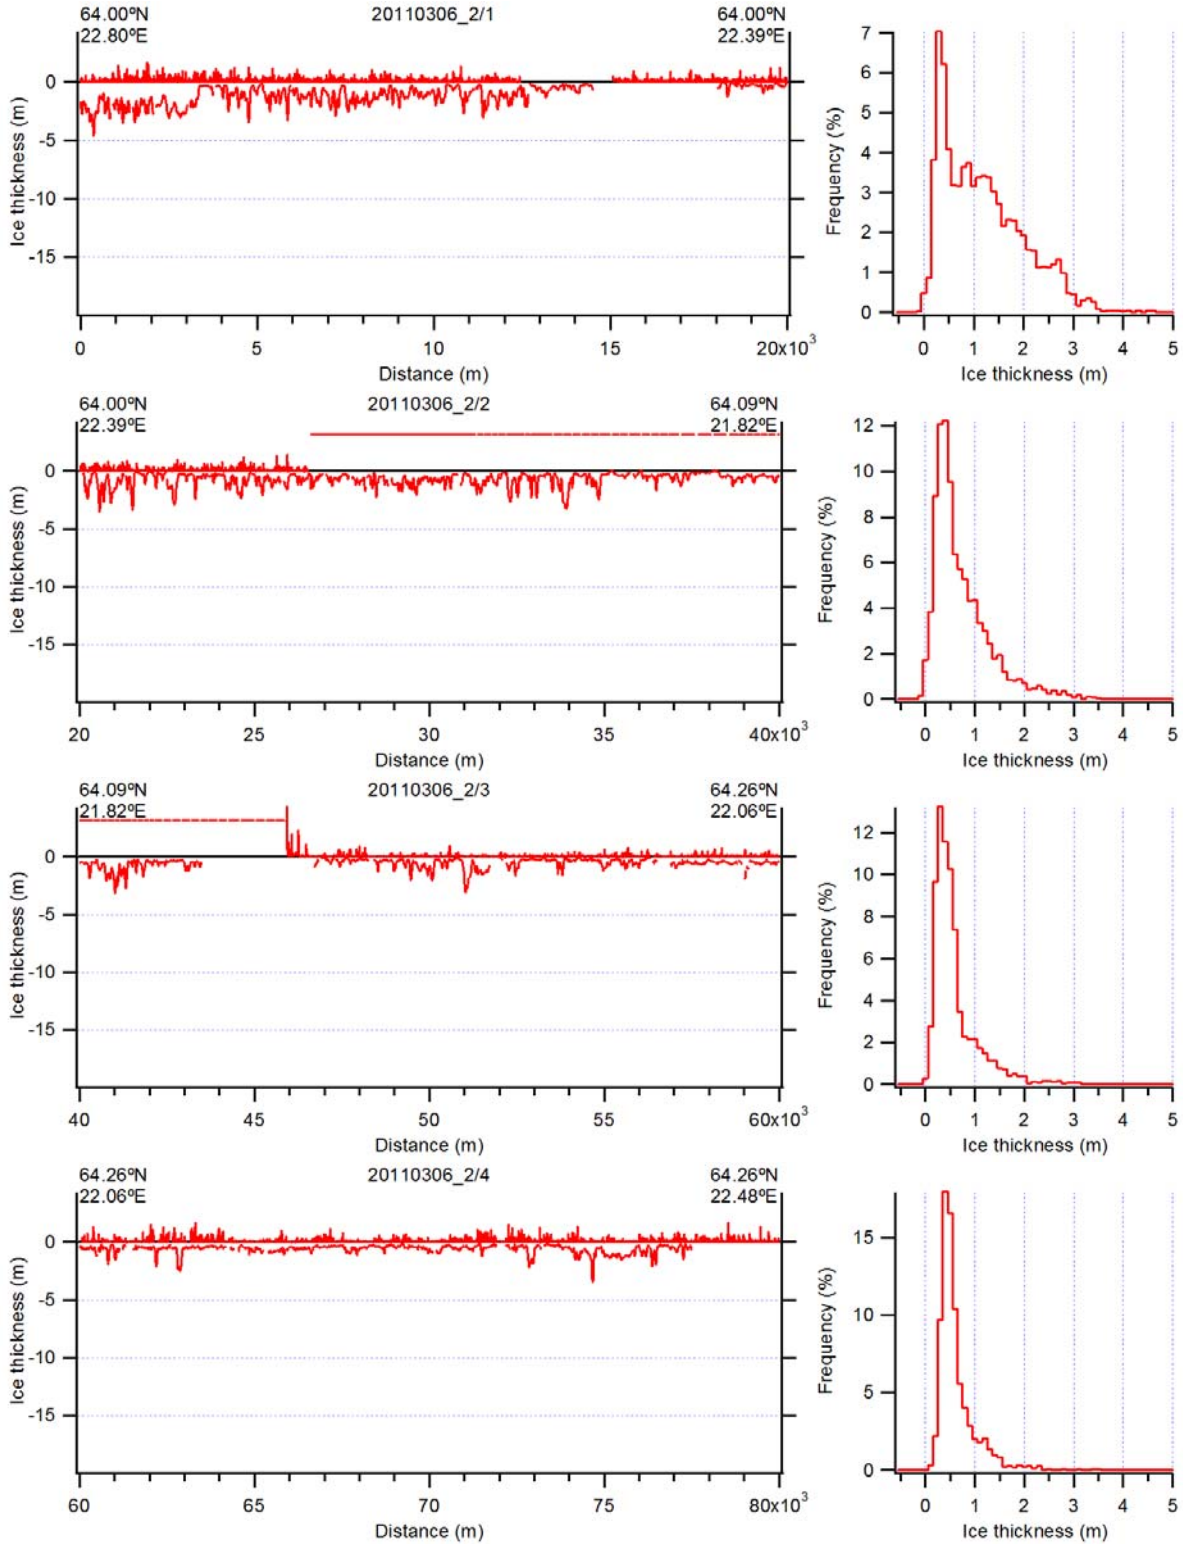 64.00ºN 20110306_2/1 64.00ºN
22.80ºE 22.39ºE
Ice thickness (m)
0
-5
-10
-15
0 5 10 15 20x10³
Distance (m)
Frequency (%)
7
6
5
4
3
2
1
0
0 1 2 3 4 5
Ice thickness (m)
64.00ºN 20110306_2/2 64.09ºN
22.39ºE 21.82ºE
Ice thickness (m)
0
-5
-10
-15
20 25 30 35 40x10³
Distance (m)
Frequency (%)
12
10
8
6
4
2
0
0 1 2 3 4 5
Ice thickness (m)
64.09ºN 20110306_2/3 64.26ºN
21.82ºE 22.06ºE
Ice thickness (m)
0
-5
-10
-15
40 45 50 55 60x10³
Distance (m)
Frequency (%)
12
10
8
6
4
2
0
0 1 2 3 4 5
Ice thickness (m)
64.26ºN 20110306_2/4 64.26ºN
22.06ºE 22.48ºE
Ice thickness (m)
0
-5
-10
-15
60 65 70 75 80x10³
Distance (m)
Frequency (%)
15
10
5
0
0 1 2 3 4 5
Ice thickness (m)